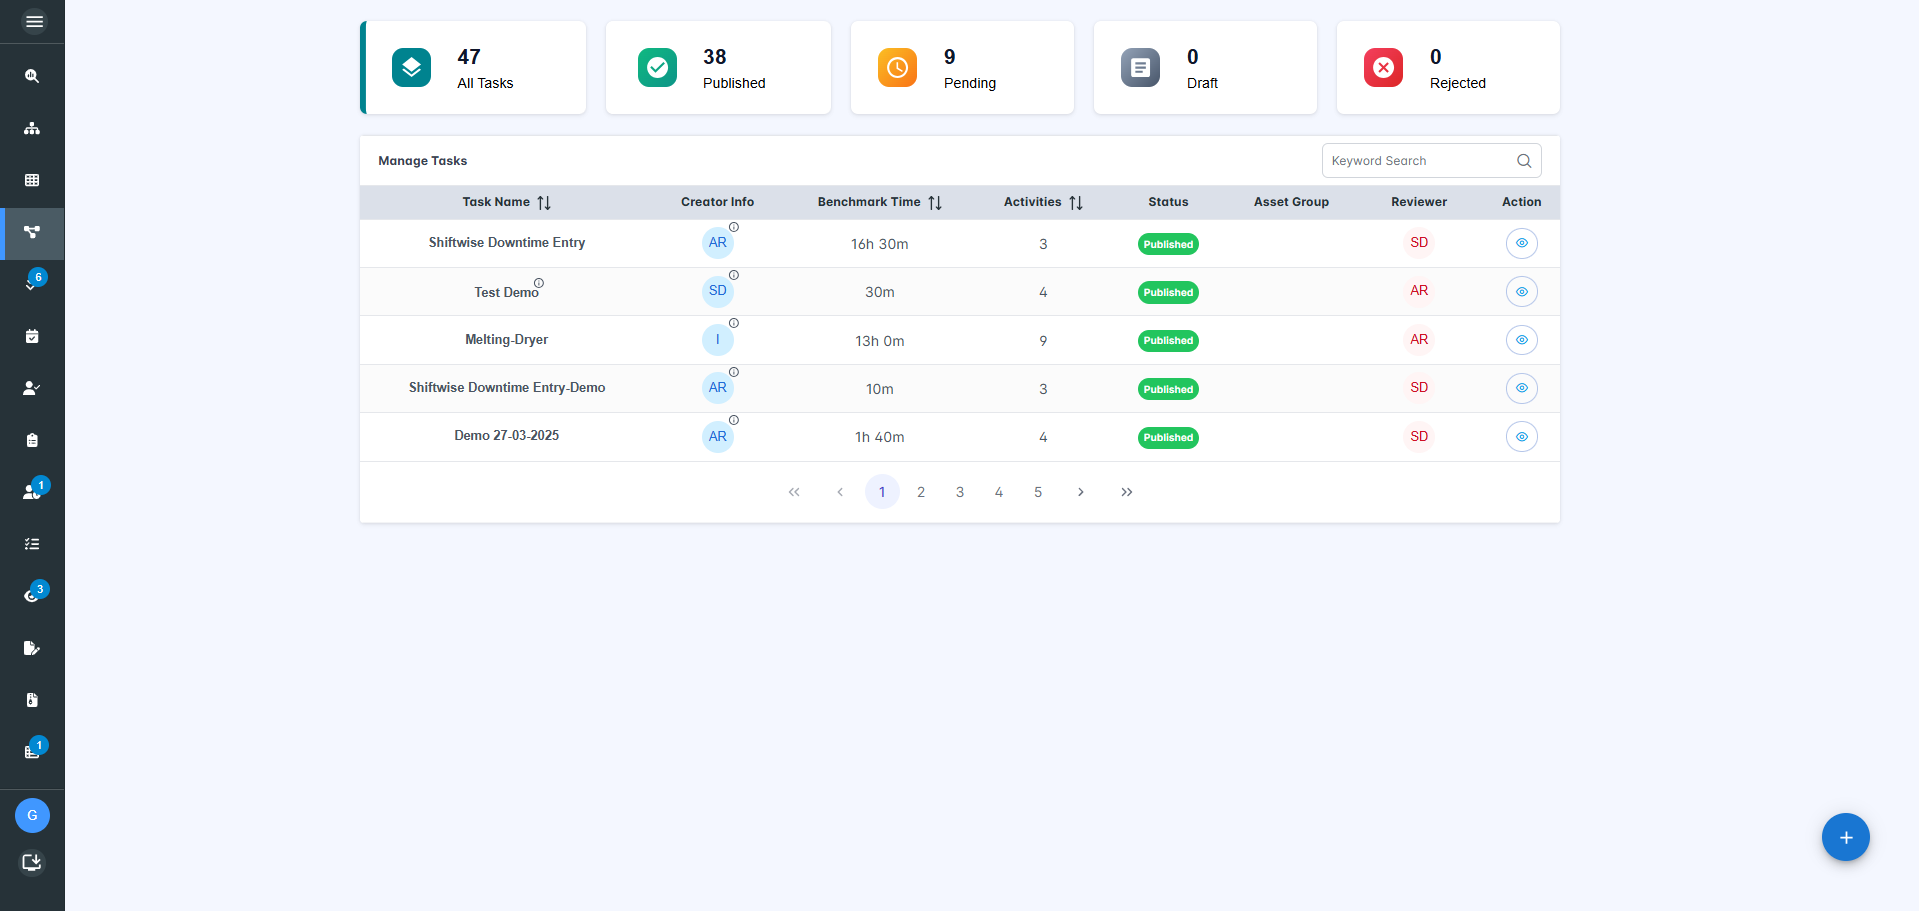 47
All Tasks
38
Published
9
Pending
0
Draft
0
Rejected
Manage Tasks
Keyword Search
Task Name Creator Info Benchmark Time Activities Status Asset Group Reviewer Action
Shiftwise Downtime Entry AR 16h 30m 3 Published SD
Test Demo SD 30m 4 Published AR
Melting-Dryer I 13h 0m 9 Published AR
Shiftwise Downtime Entry-Demo AR 10m 3 Published SD
Demo 27-03-2025 AR 1h 40m 4 Published SD
1 2 3 4 5
6
1
3
1
G